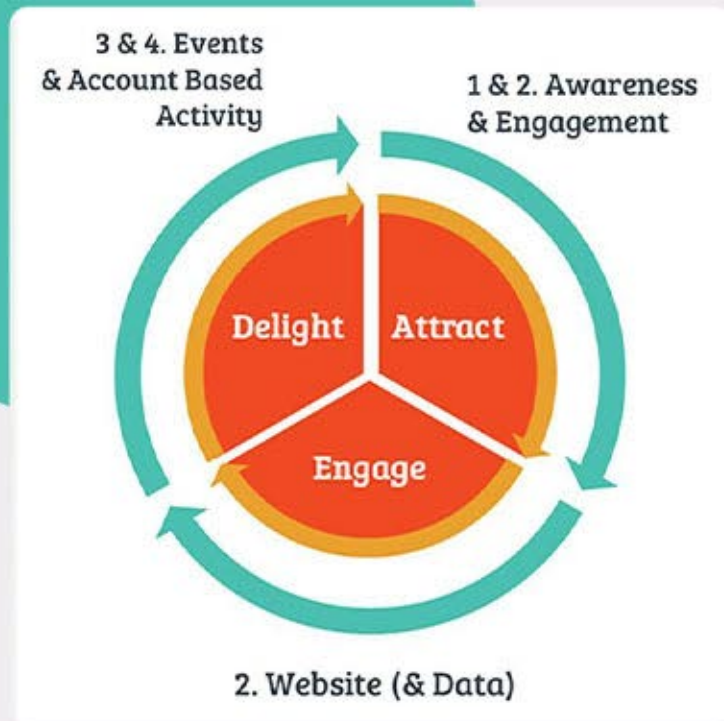 3 & 4. Events
& Account Based
Activity
1 & 2. Awareness
& Engagement
Delight
Attract
Engage
2. Website (& Data)